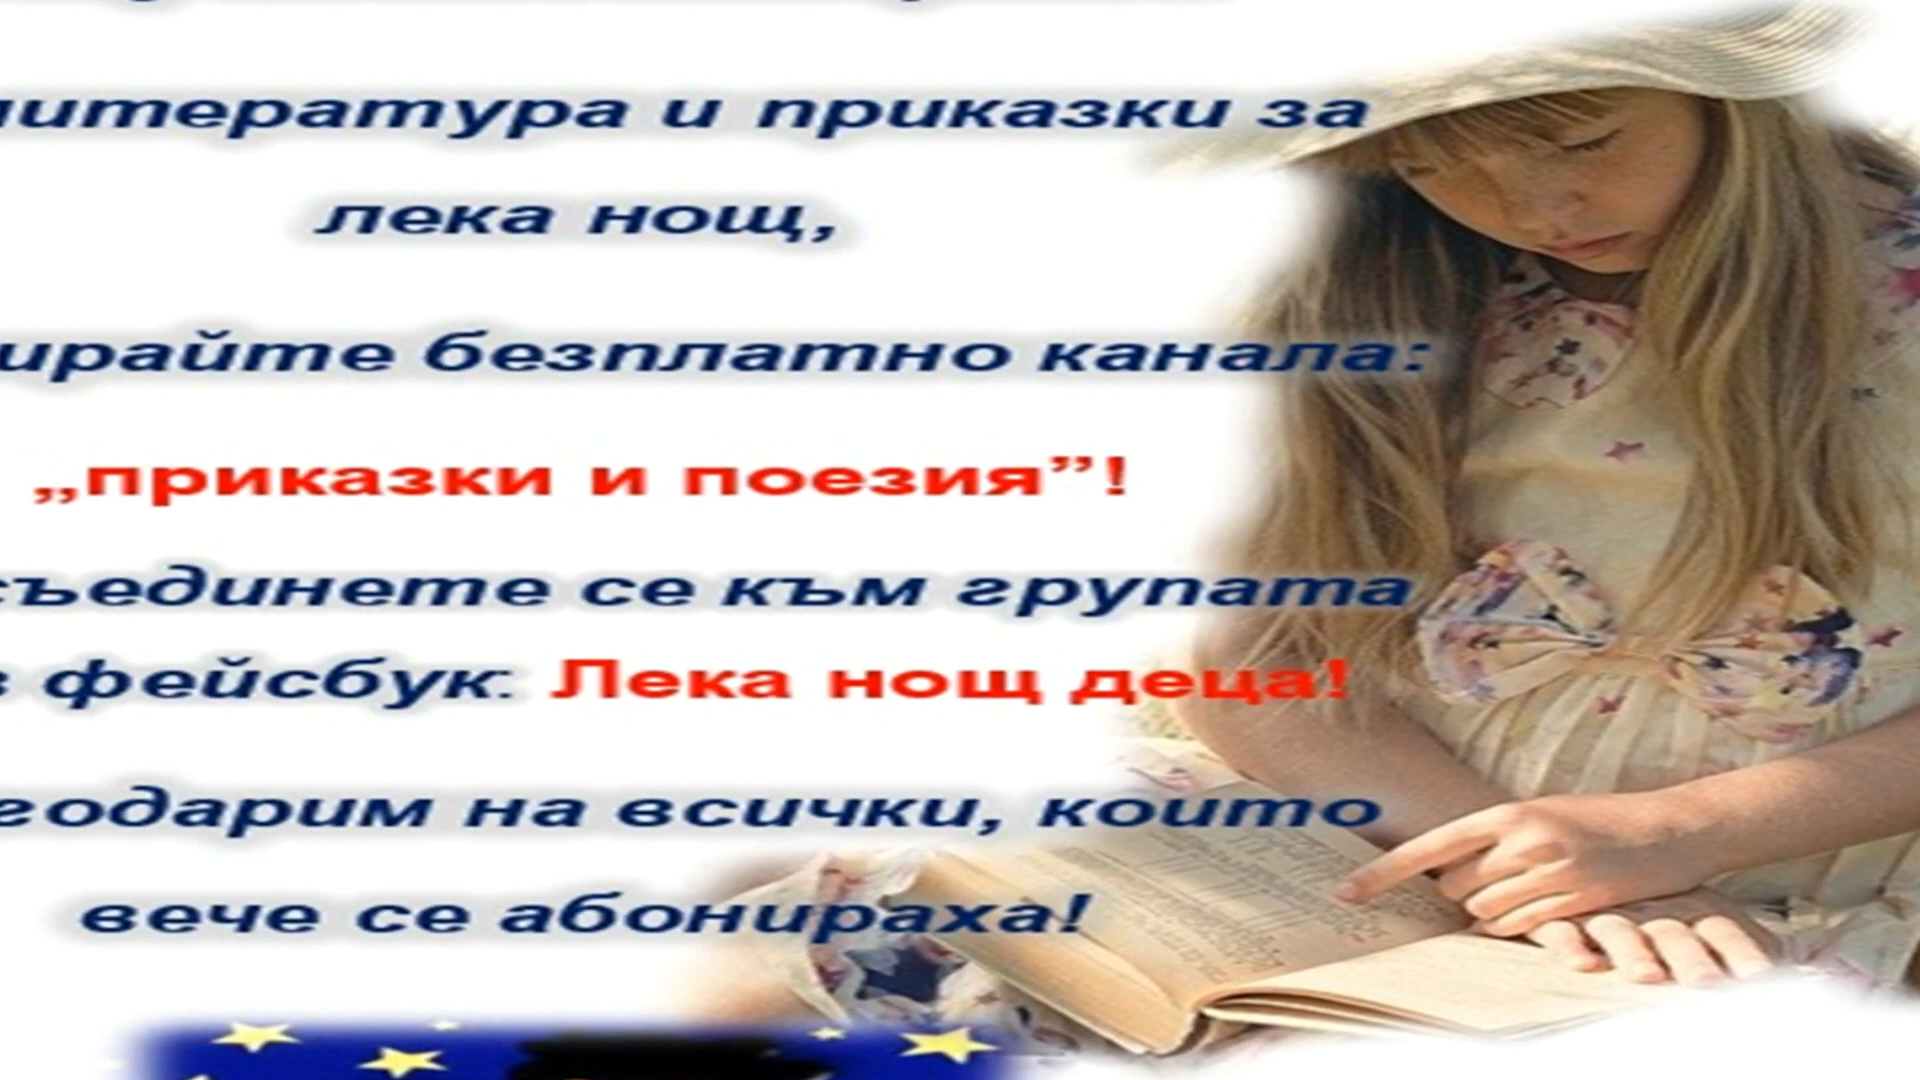 литература и приказки за
лека нощ,
ирайте безплатно канала:
„приказки и поезия”!
съединете се към групата
в фейсбук: Лека нощ деца!
годарим на всички, които
вече се абонираха!